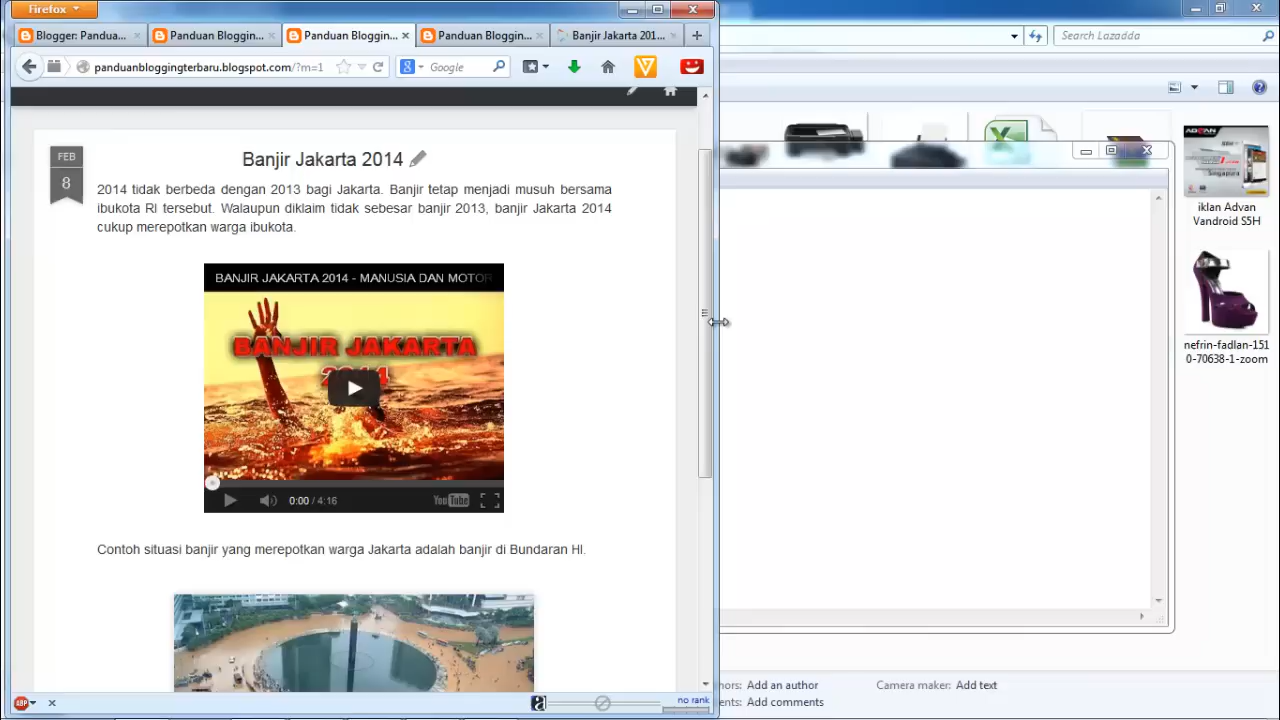 Firefox
Blogger: Pandua...
Panduan Bloggin...
Panduan Bloggin...
Panduan Bloggin...
Banjir Jakarta 201...
Search Lazadda
panduanbloggingterbaru.blogspot.com/?m=1
Google
FEB
8
Banjir Jakarta 2014
2014 tidak berbeda dengan 2013 bagi Jakarta. Banjir tetap menjadi musuh bersama
ibukota RI tersebut. Walaupun diklaim tidak sebesar banjir 2013, banjir Jakarta 2014
cukup merepotkan warga ibukota.
BANJIR JAKARTA 2014 - MANUSIA DAN MOTOR
BANJIR JAKARTA
2014
0:00 / 4:16
YouTube
Contoh situasi banjir yang merepotkan warga Jakarta adalah banjir di Bundaran HI.
ADVAN
iklan Advan
Vandroid S5H
nefrin-fadlan-151
0-70638-1-zoom
ABP
no rank
hors: Add an author
Camera maker: Add text
ents: Add comments